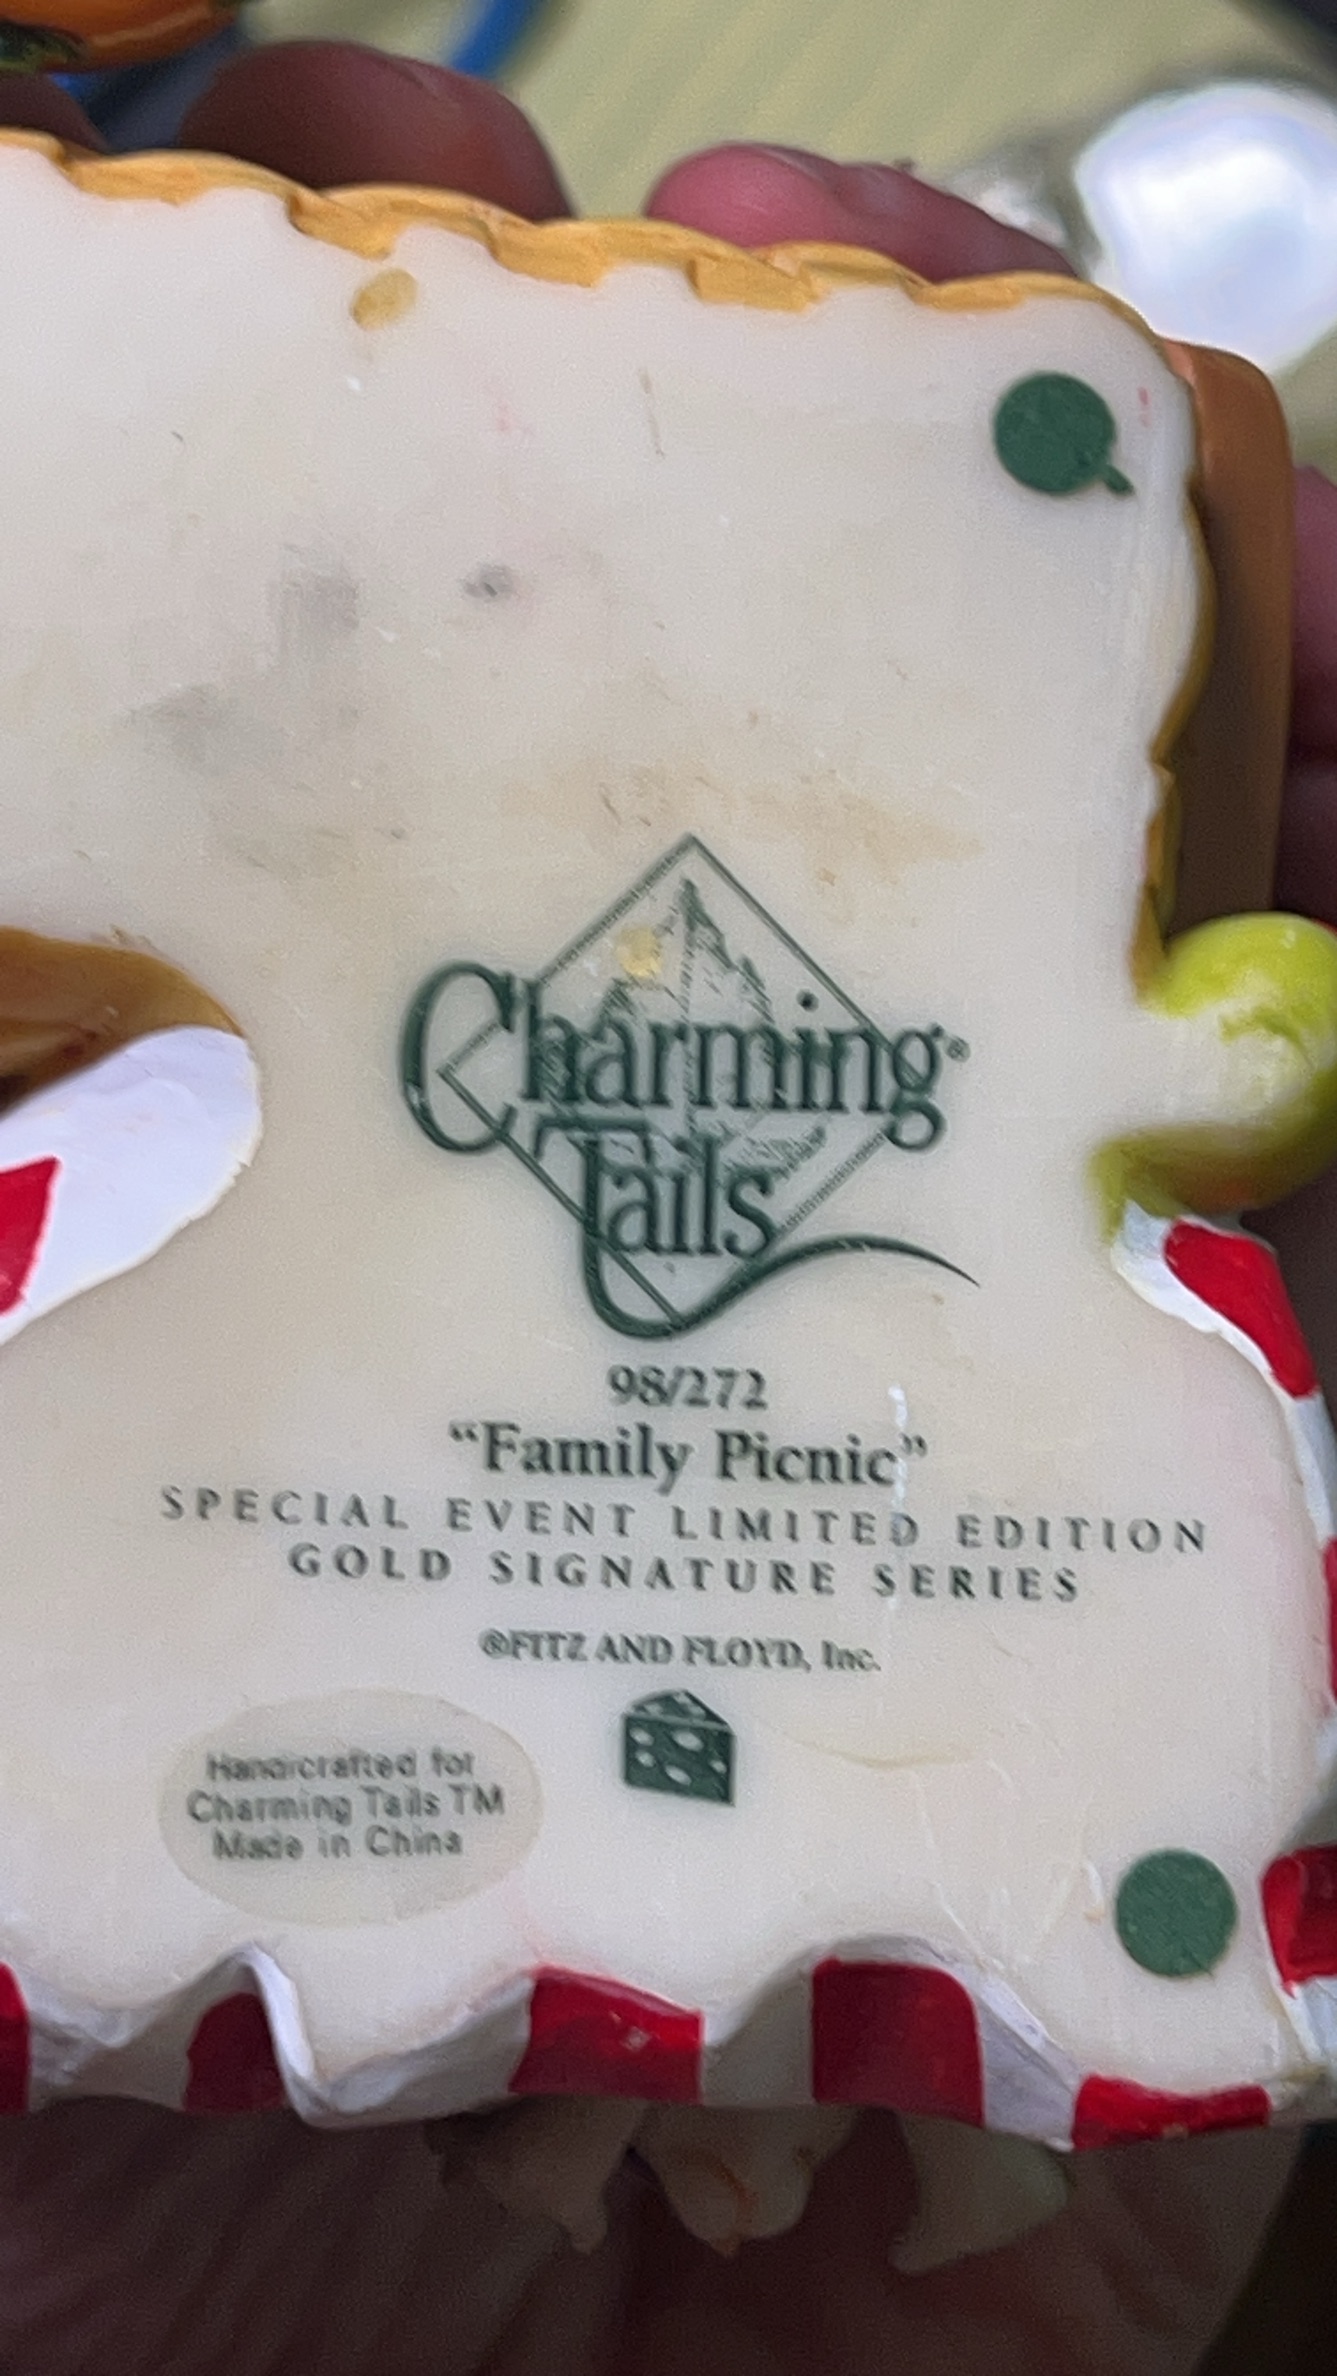 Charming®
Tails
98/272
“Family Picnic”
SPECIAL EVENT LIMITED EDITION
GOLD SIGNATURE SERIES
®FITZ AND FLOYD, Inc.
Handcrafted for
Charming Tails TM
Made in China